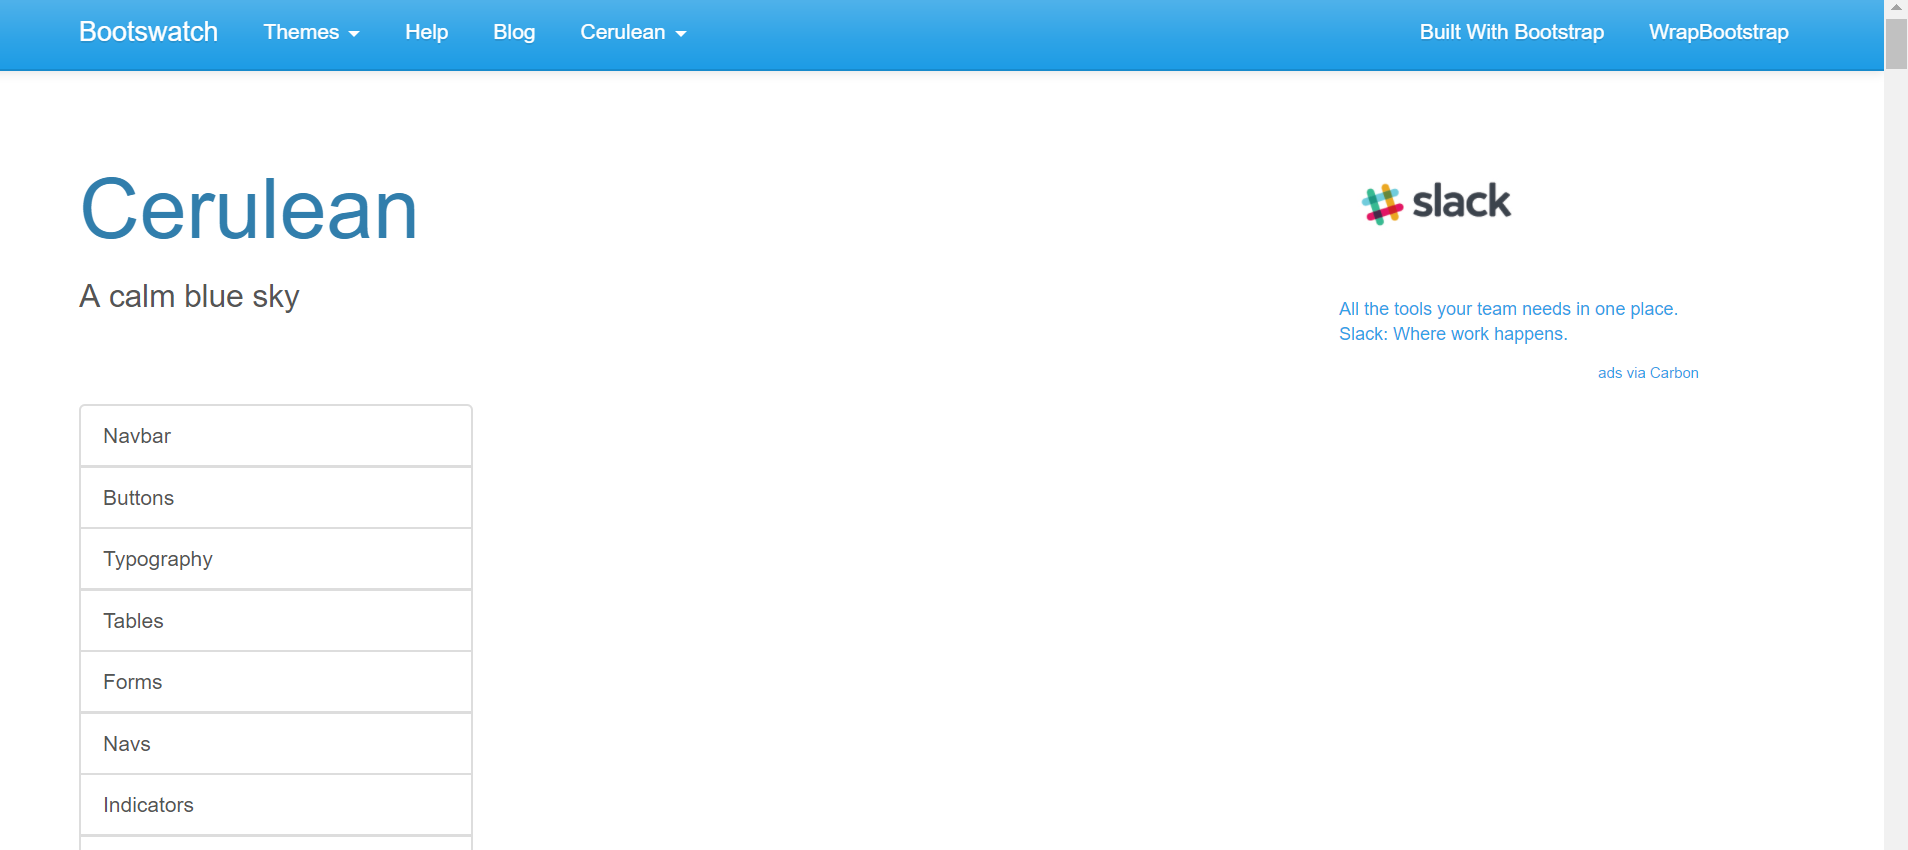 Bootswatch Themes Help Blog Cerulean Built With Bootstrap WrapBootstrap
Cerulean
A calm blue sky
slack
All the tools your team needs in one place.
Slack: Where work happens.
ads via Carbon
Navbar
Buttons
Typography
Tables
Forms
Navs
Indicators